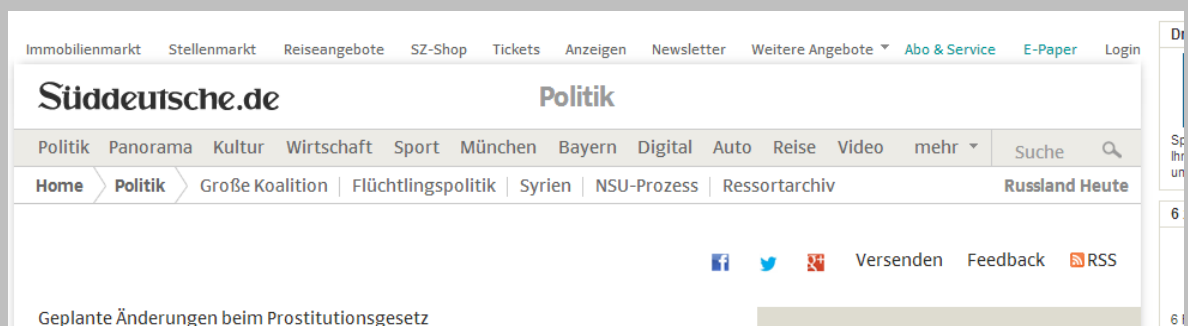 Immobilienmarkt Stellenmarkt Reiseangebote SZ-Shop Tickets Anzeigen Newsletter Weitere Angebote Abo & Service E-Paper Login
Süddeutsche.de Politik
Politik Panorama Kultur Wirtschaft Sport München Bayern Digital Auto Reise Video mehr Suche
Home Politik Große Koalition Flüchtlingspolitik Syrien NSU-Prozess Ressortarchiv Russland Heute
Versenden Feedback RSS
Geplante Änderungen beim Prostitutionsgesetz